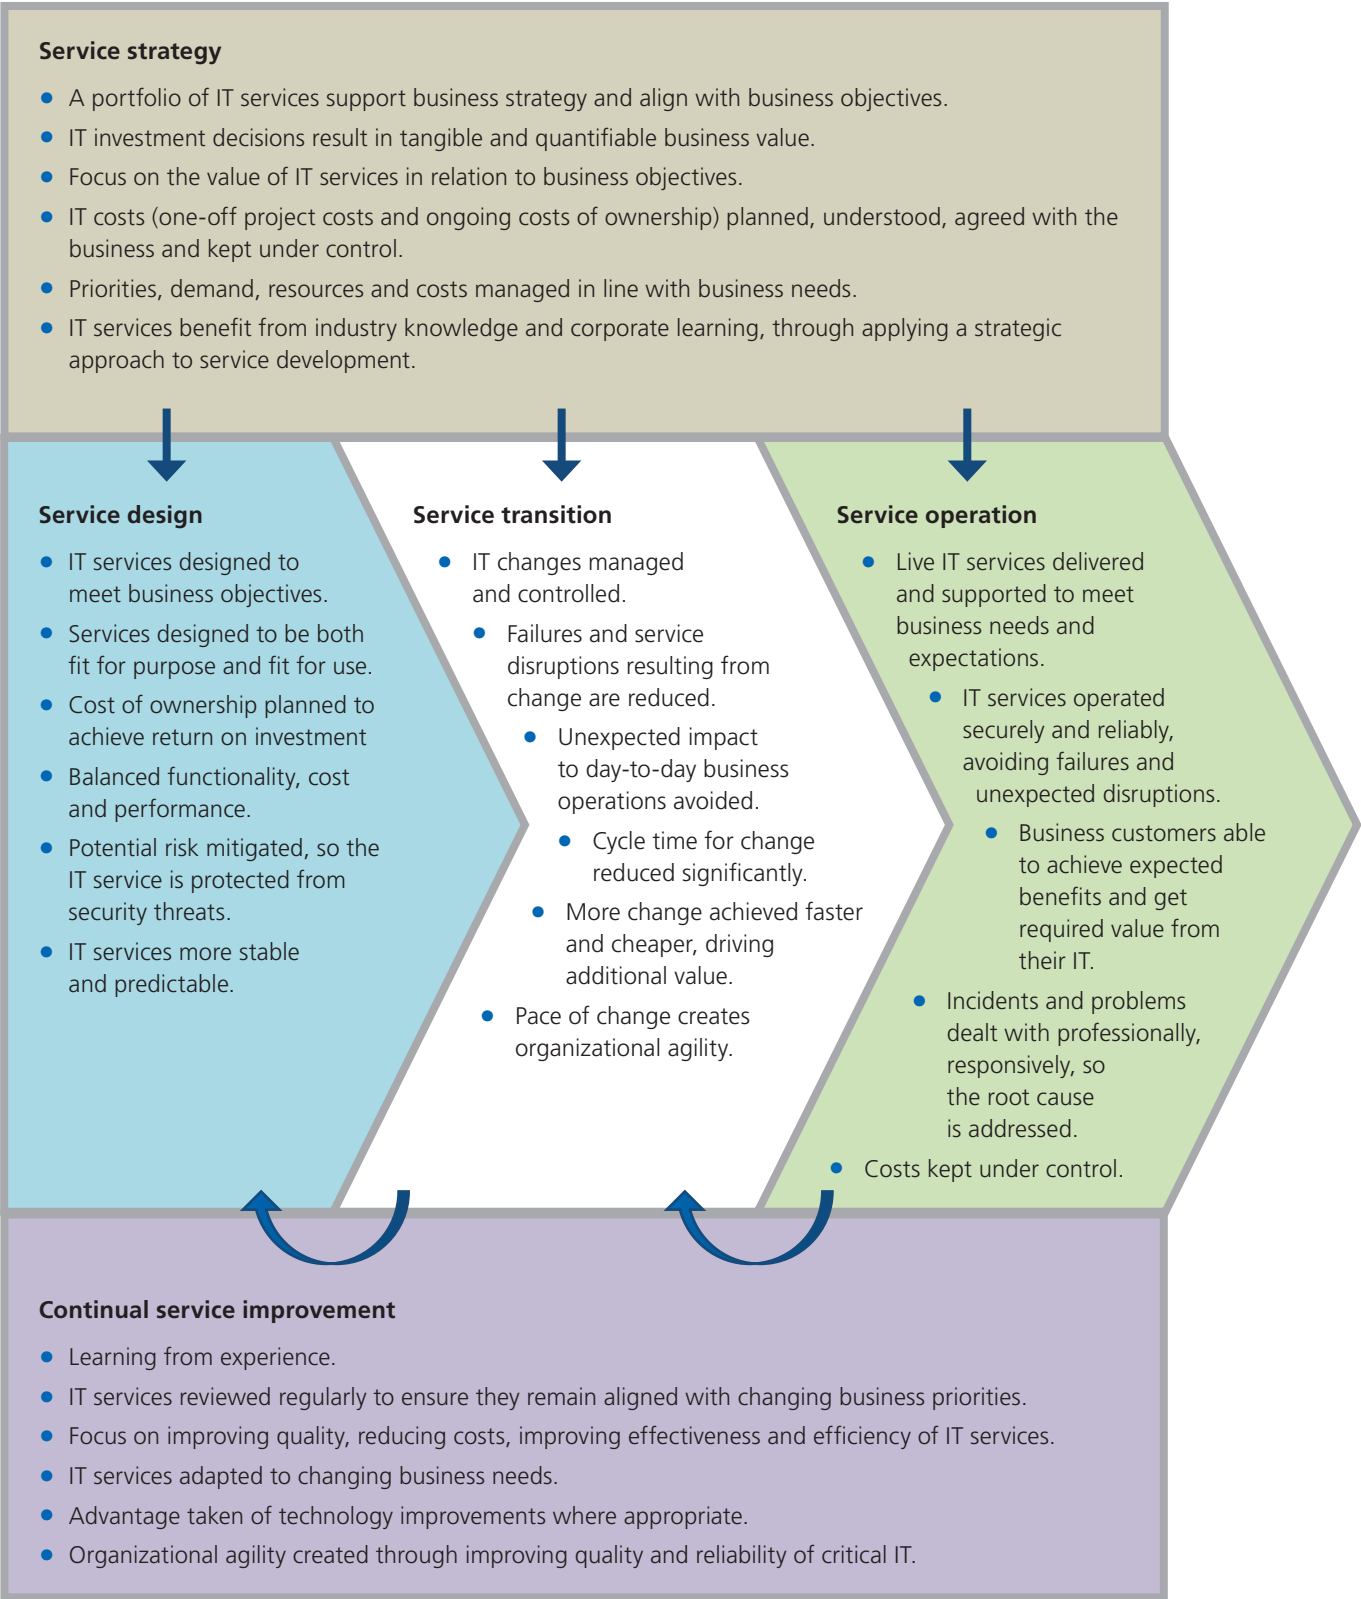 Service strategy
• A portfolio of IT services support business strategy and align with business objectives.
• IT investment decisions result in tangible and quantifiable business value.
• Focus on the value of IT services in relation to business objectives.
• IT costs (one-off project costs and ongoing costs of ownership) planned, understood, agreed with the
business and kept under control.
• Priorities, demand, resources and costs managed in line with business needs.
• IT services benefit from industry knowledge and corporate learning, through applying a strategic
approach to service development.
Service design
• IT services designed to
meet business objectives.
• Services designed to be both
fit for purpose and fit for use.
• Cost of ownership planned to
achieve return on investment
• Balanced functionality, cost
and performance.
• Potential risk mitigated, so the
IT service is protected from
security threats.
• IT services more stable
and predictable.
Service transition
• IT changes managed
and controlled.
• Failures and service
disruptions resulting from
change are reduced.
• Unexpected impact
to day-to-day business
operations avoided.
• Cycle time for change
reduced significantly.
• More change achieved faster
and cheaper, driving
additional value.
• Pace of change creates
organizational agility.
Service operation
• Live IT services delivered
and supported to meet
business needs and
expectations.
• IT services operated
securely and reliably,
avoiding failures and
unexpected disruptions.
• Business customers able
to achieve expected
benefits and get
required value from
their IT.
• Incidents and problems
dealt with professionally,
responsively, so
the root cause
is addressed.
• Costs kept under control.
Continual service improvement
• Learning from experience.
• IT services reviewed regularly to ensure they remain aligned with changing business priorities.
• Focus on improving quality, reducing costs, improving effectiveness and efficiency of IT services.
• IT services adapted to changing business needs.
• Advantage taken of technology improvements where appropriate.
• Organizational agility created through improving quality and reliability of critical IT.